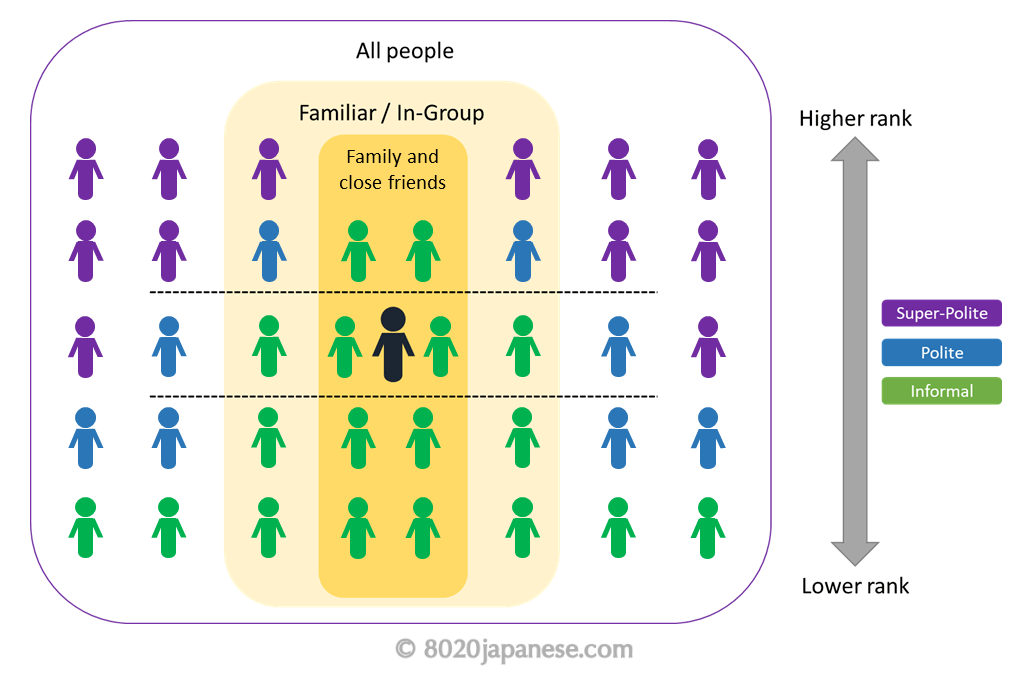 All people
Familiar / In-Group
Family and
close friends
Higher rank
Super-Polite
Polite
Informal
Lower rank
© 8020japanese.com